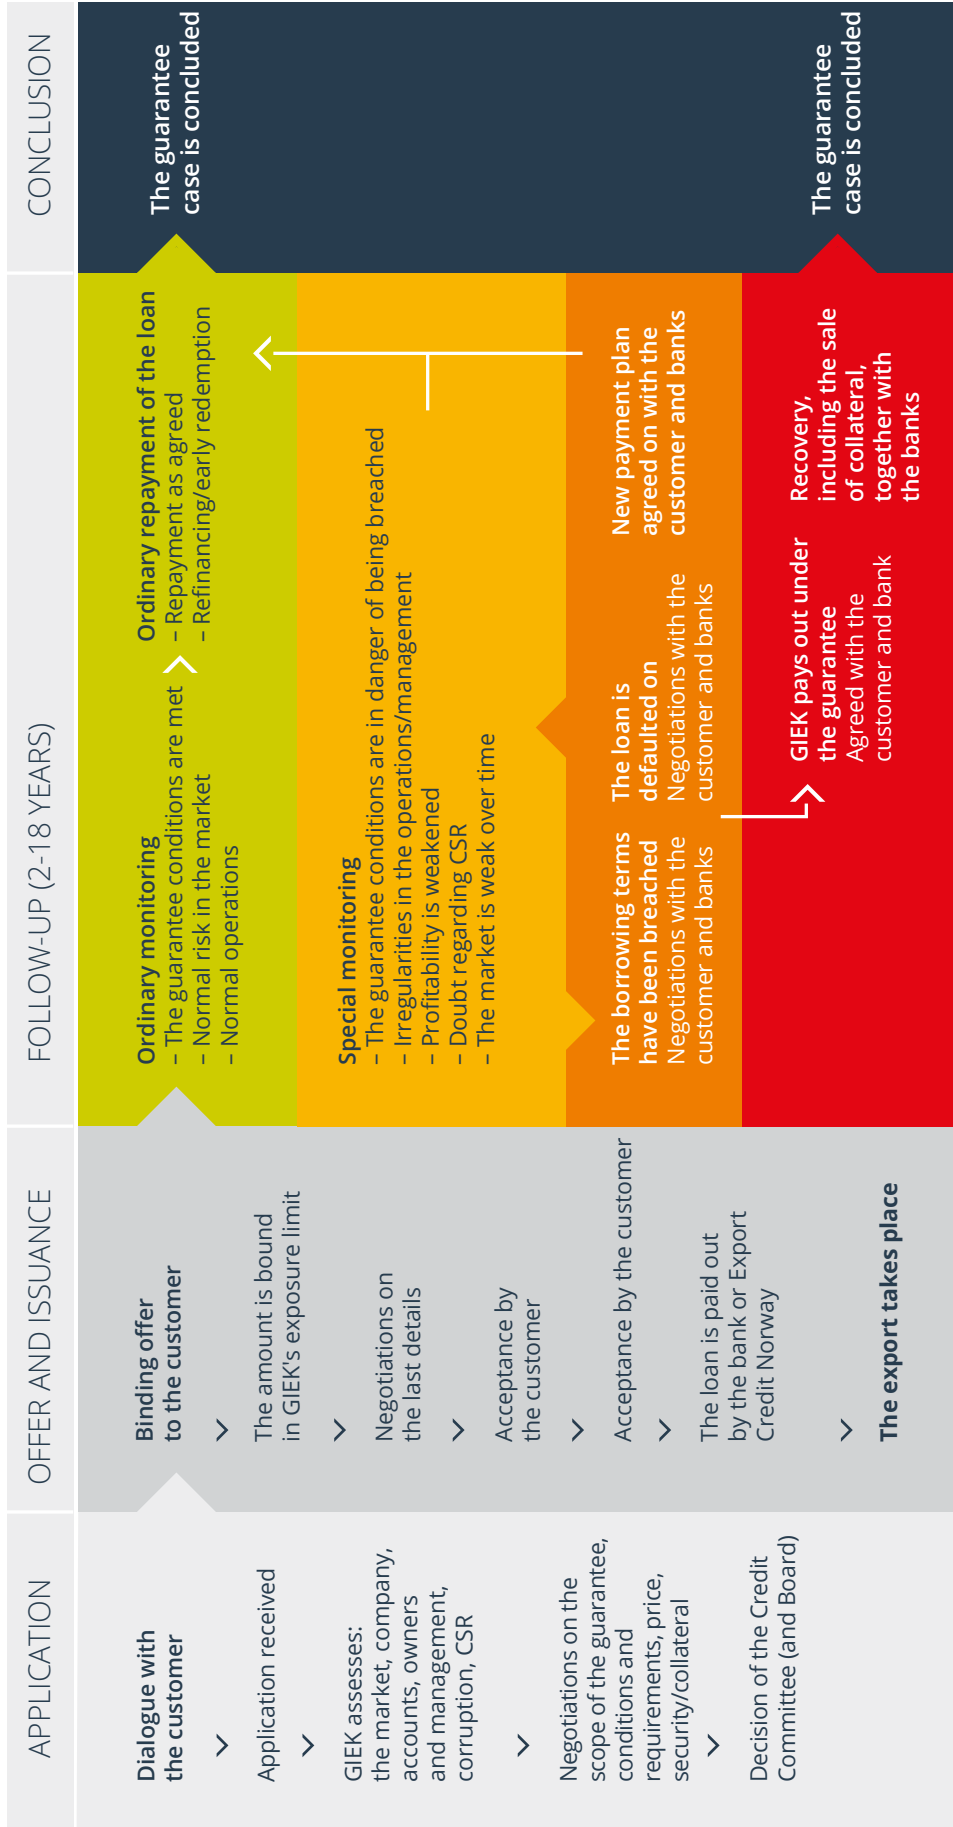 APPLICATION
Dialogue with
the customer
Application received
GIEK assesses:
the market, company,
accounts, owners
and management,
corruption, CSR
Negotiations on the
scope of the guarantee,
conditions and
requirements, price,
security/collateral
Decision of the Credit
Committee (and Board)
OFFER AND ISSUANCE
Binding offer
to the customer
The amount is bound
in GIEK's exposure limit
Negotiations on
the last details
Acceptance by
the customer
Acceptance by the customer
The loan is paid out
by the bank or Export
Credit Norway
The export takes place
FOLLOW-UP (2-18 YEARS)
Ordinary monitoring
– The guarantee conditions are met
– Normal risk in the market
– Normal operations
Ordinary repayment of the loan
– Repayment as agreed
– Refinancing/early redemption
Special monitoring
– The guarantee conditions are in danger of being breached
– Irregularities in the operations/management
– Profitability is weakened
– Doubt regarding CSR
– The market is weak over time
The borrowing terms
have been breached
Negotiations with the
customer and banks
The loan is
defaulted on
Negotiations with the
customer and banks
New payment plan
agreed on with the
customer and banks
GIEK pays out under
the guarantee
Agreed with the
customer and bank
Recovery,
including the sale
of collateral,
together with
the banks
CONCLUSION
The guarantee
case is concluded
The guarantee
case is concluded